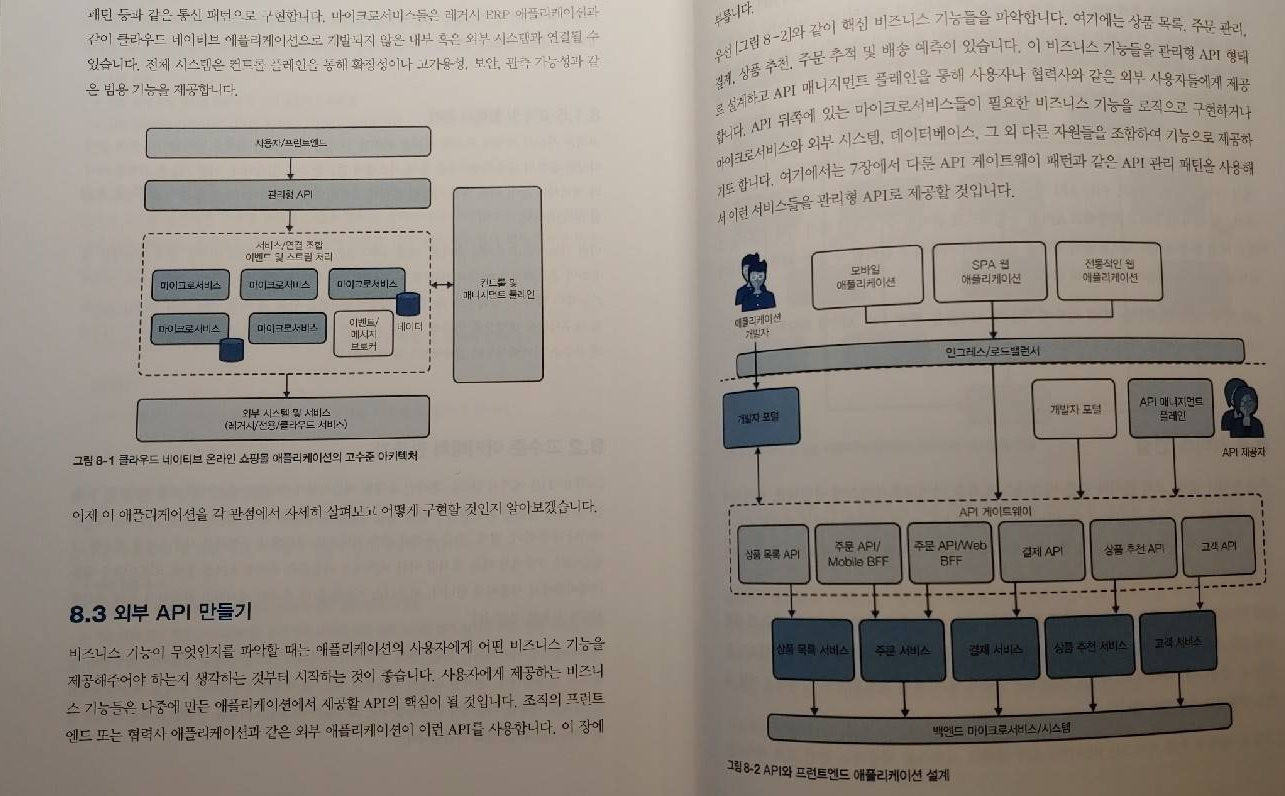 패턴 등과 같은 통신 패턴으로 구현합니다. 마이크로서비스들은 레거시 ERP 애플리케이션과
같이 클라우드 네이티브 애플리케이션으로 개발되지 않은 내부 혹은 외부 시스템과 연결될 수
있습니다. 전체 시스템은 컨트롤 플레인을 통해 확장성이나 고가용성, 보안, 관측 가능성과 같
은 범용 기능을 제공합니다.
사용자/프런트엔드
관리형 API
서비스/연결 조합
이벤트 및 스트림 처리
마이크로서비스
마이크로서비스
마이크로서비스
마이크로서비스
마이크로서비스
이벤트/
메시지
브로커
데이터
컨트롤 및
매니지먼트 플레인
외부 시스템 및 서비스
(레거시/전용/클라우드 서비스)
그림 8-1 클라우드 네이티브 온라인 쇼핑몰 애플리케이션의 고수준 아키텍처
이제 이 애플리케이션을 각 관점에서 자세히 살펴보고 어떻게 구현할 것인지 알아보겠습니다.
8.3 외부 API 만들기
비즈니스 기능이 무엇인지를 파악할 때는 애플리케이션의 사용자에게 어떤 비즈니스 기능을
제공해주어야 하는지 생각하는 것부터 시작하는 것이 좋습니다. 사용자에게 제공하는 비즈니
스 기능들은 나중에 만든 애플리케이션에서 제공할 API의 핵심이 될 것입니다. 조직의 프런트
엔드 또는 협력사 애플리케이션과 같은 외부 애플리케이션이 이런 API를 사용합니다. 이 장에
부릅니다.
우선 [그림 8-2]와 같이 핵심 비즈니스 기능들을 파악합니다. 여기에는 상품 목록, 주문 관리,
결제, 상품 추천, 주문 추적 및 배송 예측이 있습니다. 이 비즈니스 기능들을 관리형 API 형태
로 설계하고 API 매니지먼트 플레인을 통해 사용자나 협력사와 같은 외부 사용자들에게 제공
합니다. API 뒤쪽에 있는 마이크로서비스들이 필요한 비즈니스 기능을 로직으로 구현하거나
마이크로서비스와 외부 시스템, 데이터베이스, 그 외 다른 자원들을 조합하여 기능으로 제공하
기도 합니다. 여기에서는 7장에서 다룬 API 게이트웨이 패턴과 같은 API 관리 패턴을 사용해
서 이런 서비스들을 관리형 API로 제공할 것입니다.
애플리케이션
개발자
모바일
애플리케이션
SPA 웹
애플리케이션
전통적인 웹
애플리케이션
인그레스/로드밸런서
개발자 포털
개발자 포털
API 매니지먼트
플레인
API 제공자
API 게이트웨이
상품 목록 API
주문 API/
Mobile BFF
주문 API/Web
BFF
결제 API
상품 추천 API
고객 API
상품 목록 서비스
주문 서비스
결제 서비스
상품 추천 서비스
고객 서비스
백엔드 마이크로서비스/시스템
그림 8-2 API와 프런트엔드 애플리케이션 설계